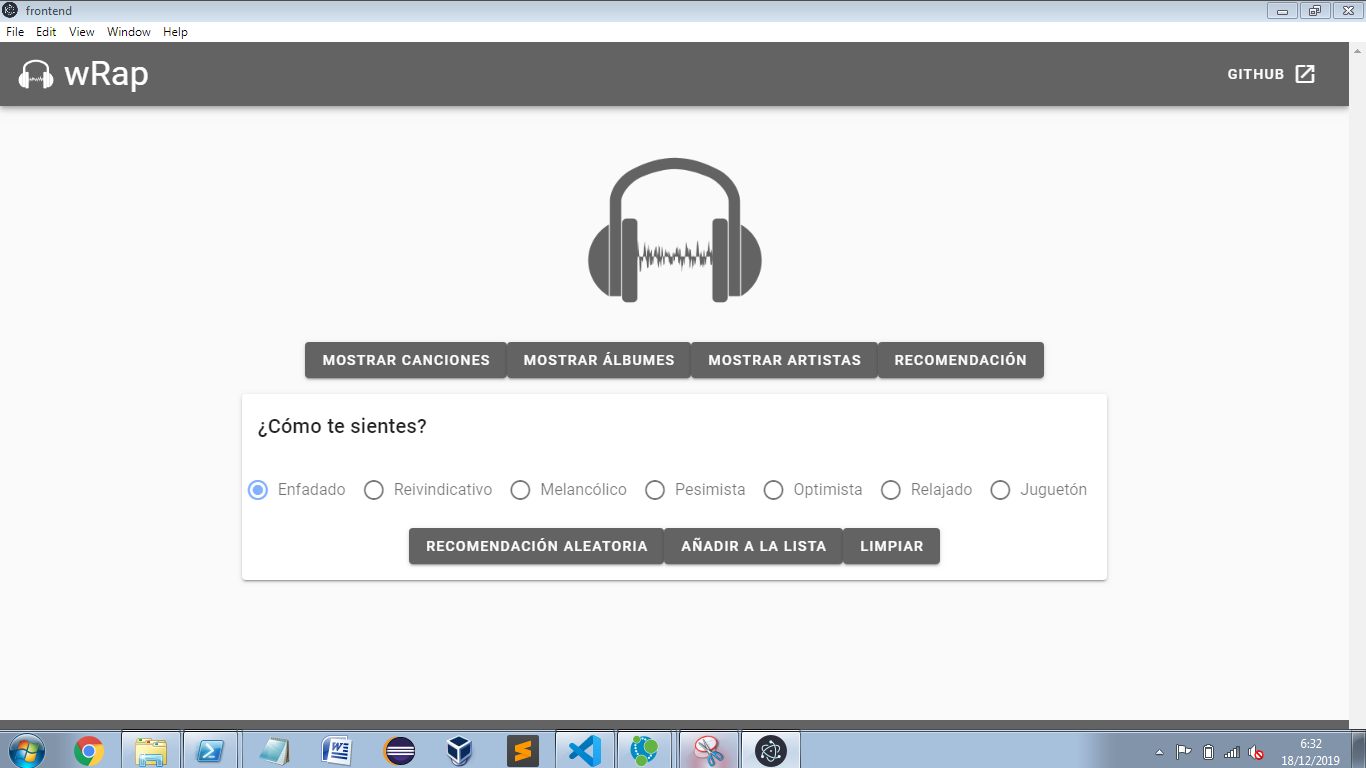 frontend
File Edit View Window Help
wRap
GITHUB
MOSTRAR CANCIONES MOSTRAR ÁLBUMES MOSTRAR ARTISTAS RECOMENDACIÓN
¿Cómo te sientes?
Enfadado Reivindicativo Melancólico Pesimista Optimista Relajado Juguetón
RECOMENDACIÓN ALEATORIA AÑADIR A LA LISTA LIMPIAR
6:32
18/12/2019